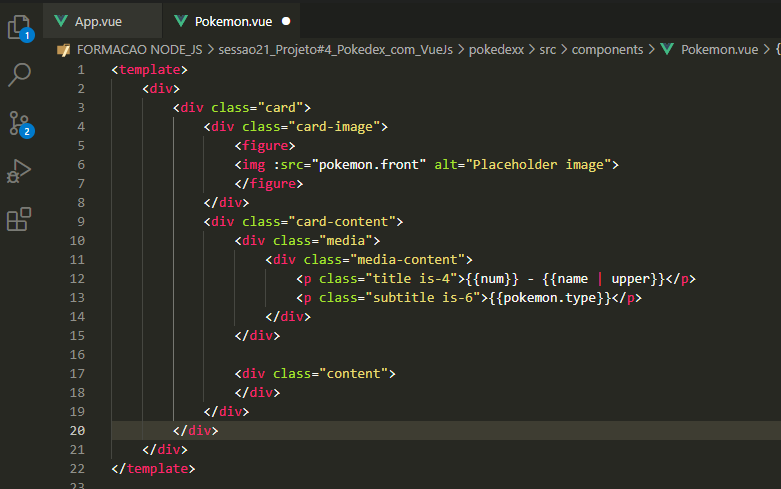 App.vue Pokemon.vue
FORMACAO NODE_JS > sessao21_Projeto#4_Pokedex_com_VueJs > pokedexx > src > components > Pokemon.vue > {
1 <template>
2 <div>
3 <div class="card">
4 <div class="card-image">
5 <figure>
6 <img :src="pokemon.front" alt="Placeholder image">
7 </figure>
8 </div>
9 <div class="card-content">
10 <div class="media">
11 <div class="media-content">
12 <p class="title is-4">{{num}} - {{name | upper}}</p>
13 <p class="subtitle is-6">{{pokemon.type}}</p>
14 </div>
15 </div>
16
17 <div class="content">
18 </div>
19 </div>
20 </div>
21 </div>
22 </template>
23
1
2